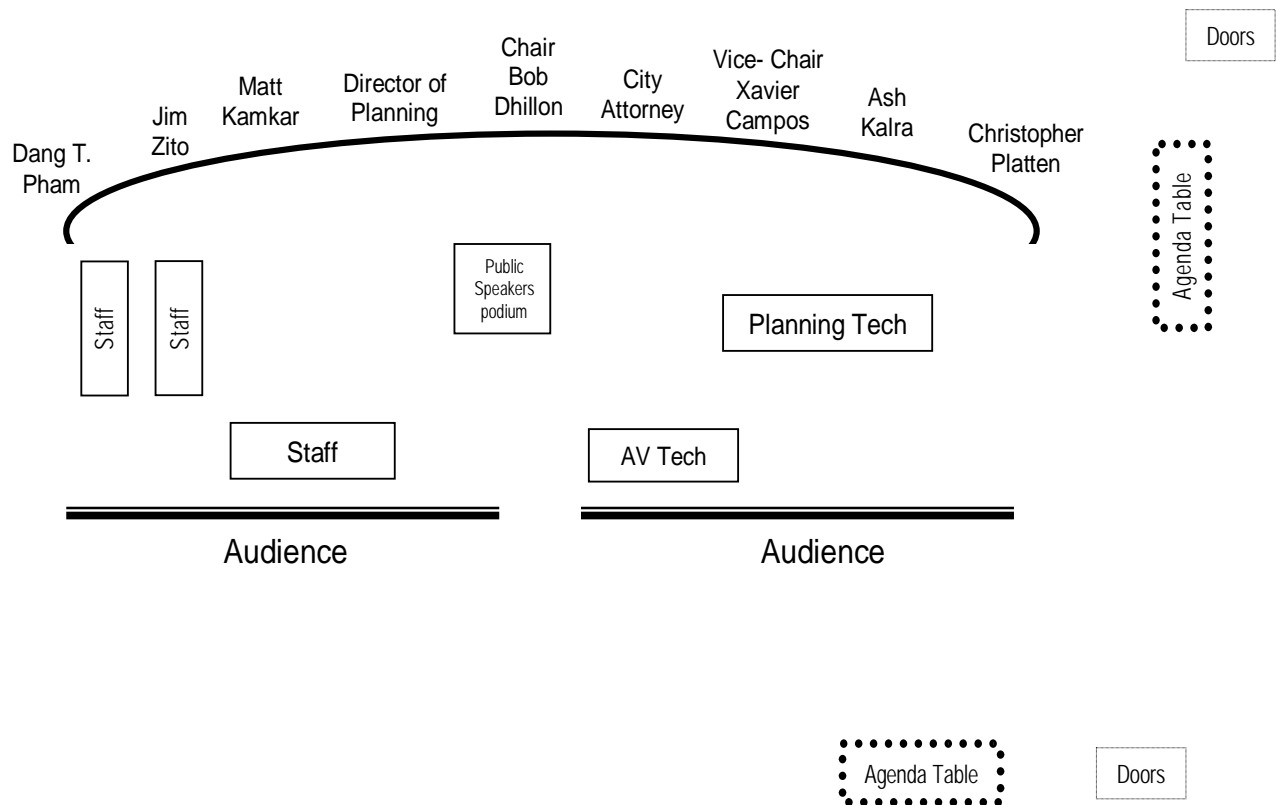 Doors
Dang T.
Pham
Jim
Zito
Matt
Kamkar
Director of
Planning
Chair
Bob
Dhillon
City
Attorney
Vice- Chair
Xavier
Campos
Ash
Kalra
Christopher
Platten
Agenda Table
Staff
Staff
Public
Speakers
podium
Planning Tech
Staff
AV Tech
Audience
Audience
Agenda Table
Doors